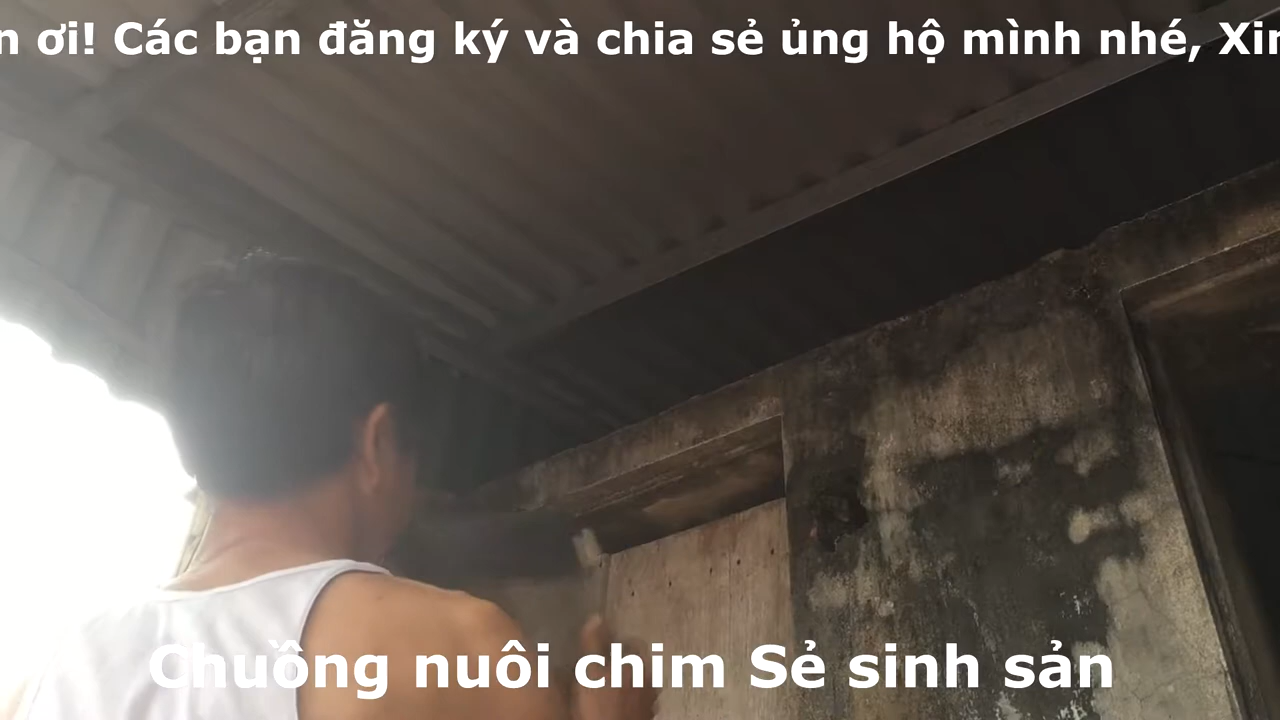 ơi! Các bạn đăng ký và chia sẻ ủng hộ mình nhé,
Chuồng nuôi chim Sẻ sinh sản